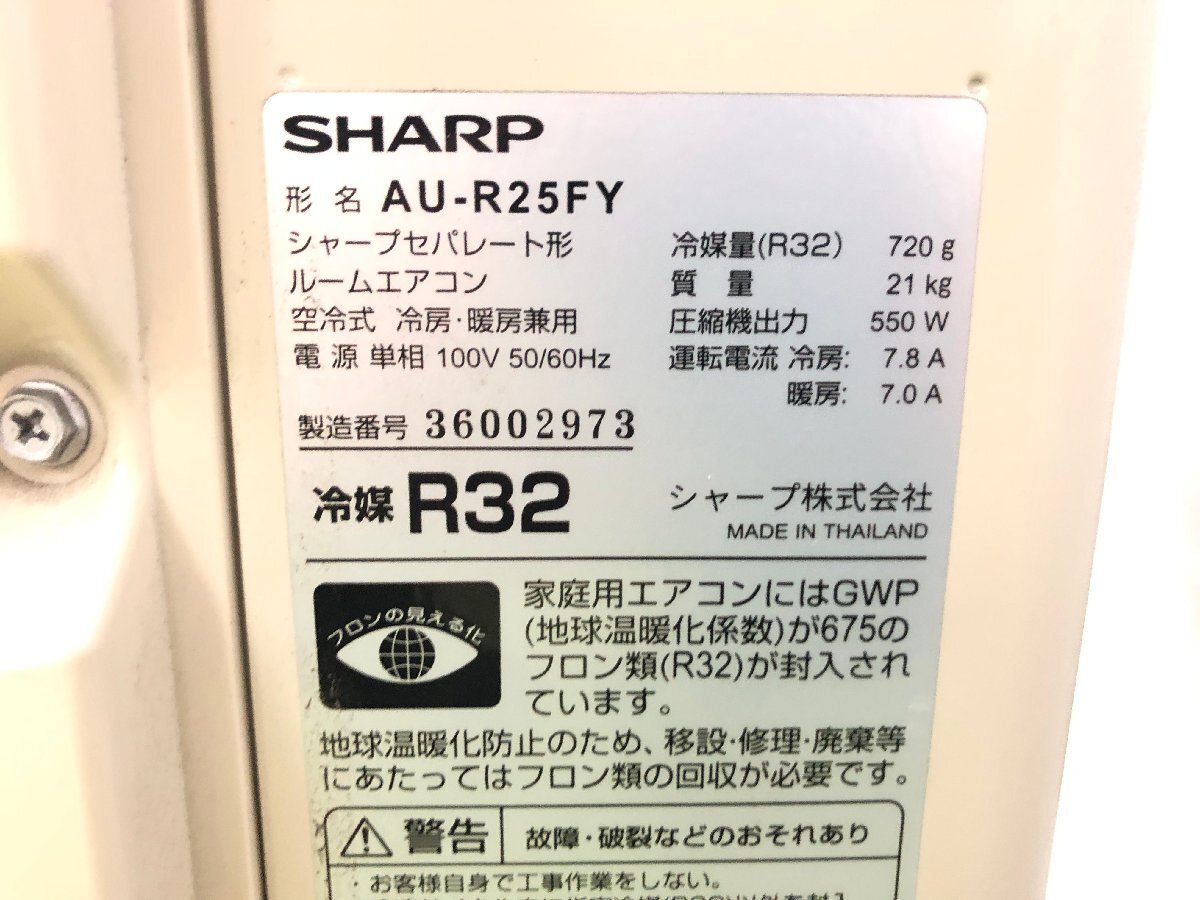 SHARP
形 名 AU-R25FY
シャープセパレート形
ルームエアコン
空冷式 冷房・暖房兼用
電 源 単相 100V 50/60Hz
冷媒量(R32) 720 g
質 量 21 kg
圧縮機出力 550 W
運転電流 冷房: 7.8 A
暖房: 7.0 A
製造番号 36002973
冷媒 R32
シャープ株式会社
MADE IN THAILAND
フロンの見える化
家庭用エアコンにはGWP
(地球温暖化係数)が675の
フロン類(R32)が封入され
ています。
地球温暖化防止のため、移設・修理・廃棄等
にあたってはフロン類の回収が必要です。
警告 故障・破裂などのおそれあり
・お客様自身で工事作業をしない。